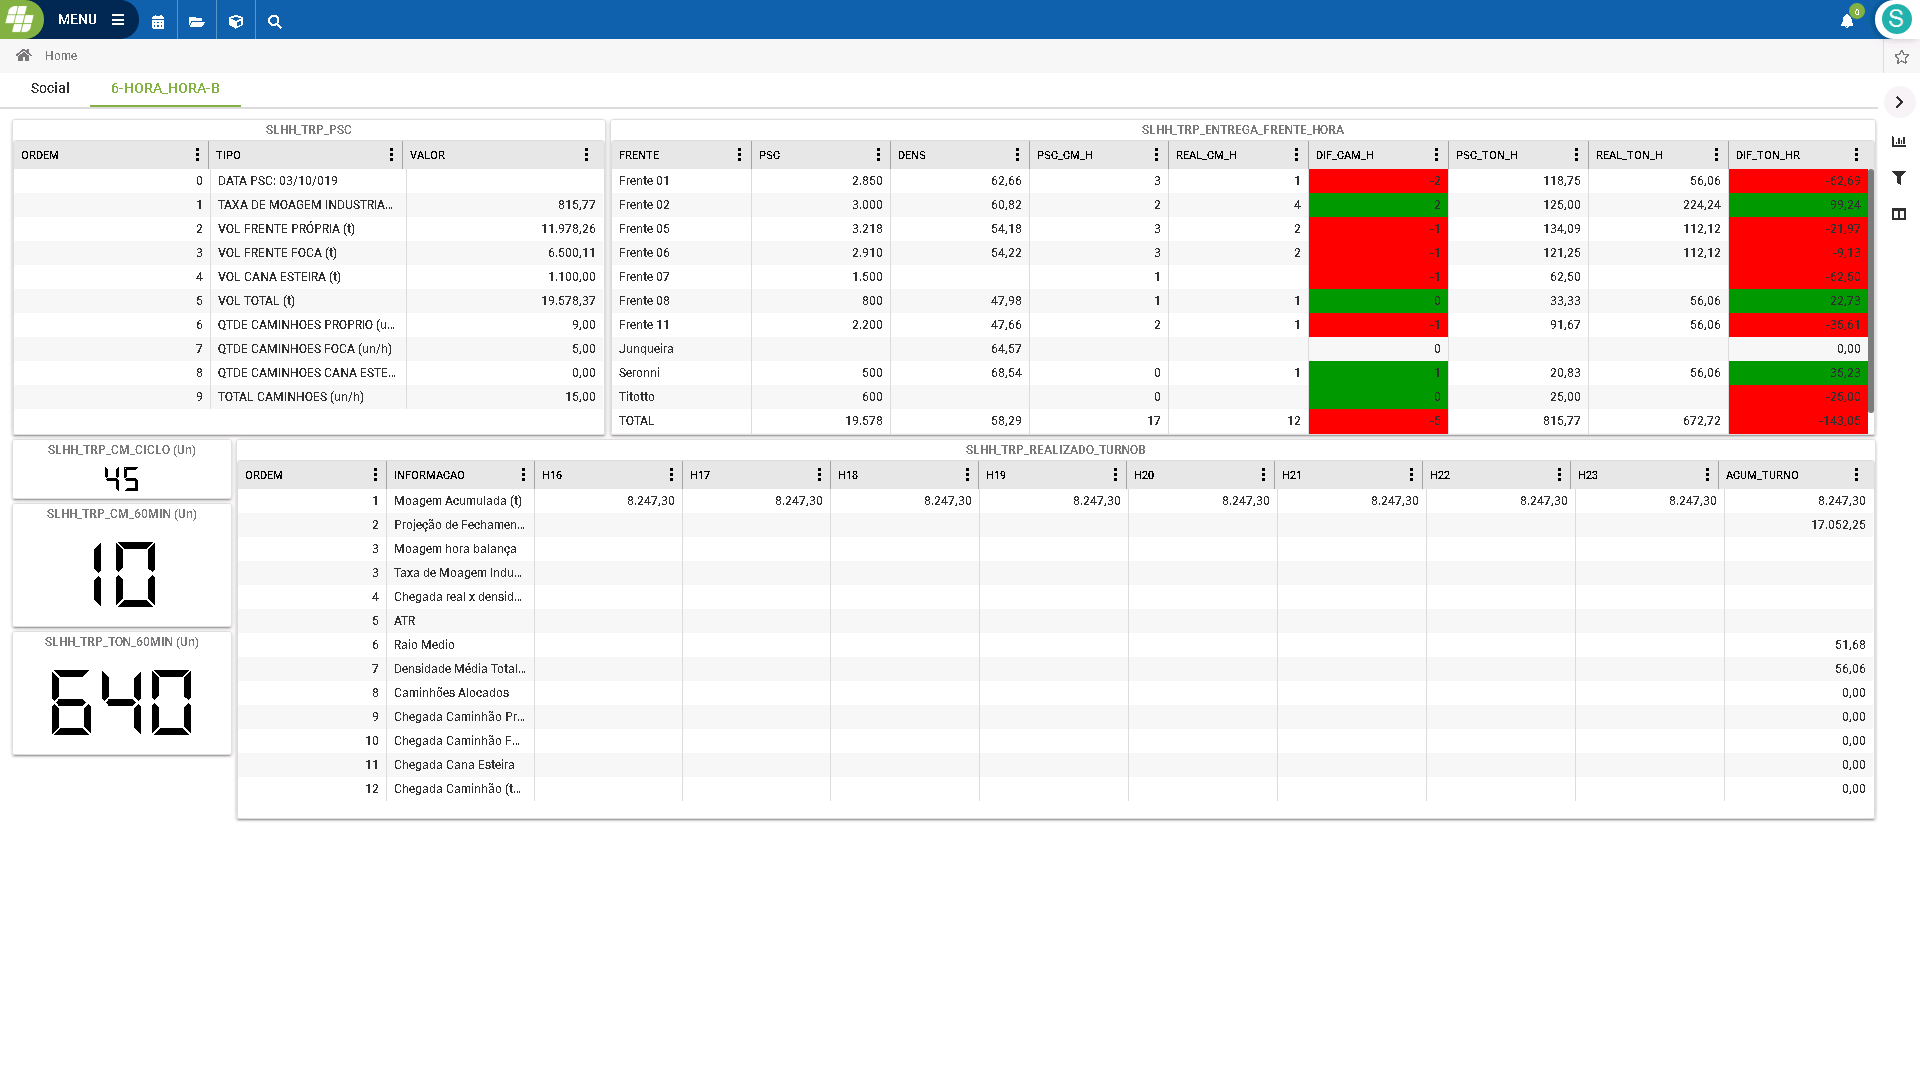 MENU
0
S
Home
Social
6-HORA_HORA-B
SLHH_TRP_PSC
ORDEM TIPO VALOR
0 DATA PSC: 03/10/019
1 TAXA DE MOAGEM INDUSTRIA... 815,77
2 VOL FRENTE PRÓPRIA (t) 11.978,26
3 VOL FRENTE FOCA (t) 6.500,11
4 VOL CANA ESTEIRA (t) 1.100,00
5 VOL TOTAL (t) 19.578,37
6 QTDE CAMINHOES PROPRIO (u... 9,00
7 QTDE CAMINHOES FOCA (un/h) 5,00
8 QTDE CAMINHOES CANA ESTE... 0,00
9 TOTAL CAMINHOES (un/h) 15,00
SLHH_TRP_ENTREGA_FRENTE_HORA
FRENTE PSC DENS PSC_CM_H REAL_CM_H DIF_CAM_H PSC_TON_H REAL_TON_H DIF_TON_HR
Frente 01 2.850 62,66 3 1 -2 118,75 56,06 -62,69
Frente 02 3.000 60,82 2 4 2 125,00 224,24 99,24
Frente 05 3.218 54,18 3 2 -1 134,09 112,12 -21,97
Frente 06 2.910 54,22 3 2 -1 121,25 112,12 -9,13
Frente 07 1.500 1 -1 62,50 -62,50
Frente 08 800 47,98 1 1 0 33,33 56,06 22,73
Frente 11 2.200 47,66 2 1 -1 91,67 56,06 -35,61
Junqueira 64,57 0 0,00
Seronni 500 68,54 0 1 1 20,83 56,06 35,23
Titotto 600 0 0 25,00 -25,00
TOTAL 19.578 58,29 17 12 -5 815,77 672,72 -143,05
SLHH_TRP_CM_CICLO (Un)
45
SLHH_TRP_CM_60MIN (Un)
10
SLHH_TRP_TON_60MIN (Un)
640
SLHH_TRP_REALIZADO_TURNOB
ORDEM INFORMACAO H16 H17 H18 H19 H20 H21 H22 H23 ACUM_TURNO
1 Moagem Acumulada (t) 8.247,30 8.247,30 8.247,30 8.247,30 8.247,30 8.247,30 8.247,30 8.247,30 8.247,30
2 Projeção de Fechamen... 17.052,25
3 Moagem hora balança
3 Taxa de Moagem Indu...
4 Chegada real x densid...
5 ATR
6 Raio Medio 51,68
7 Densidade Média Total... 56,06
8 Caminhões Alocados 0,00
9 Chegada Caminhão Pr... 0,00
10 Chegada Caminhão F... 0,00
11 Chegada Cana Esteira 0,00
12 Chegada Caminhão (t... 0,00